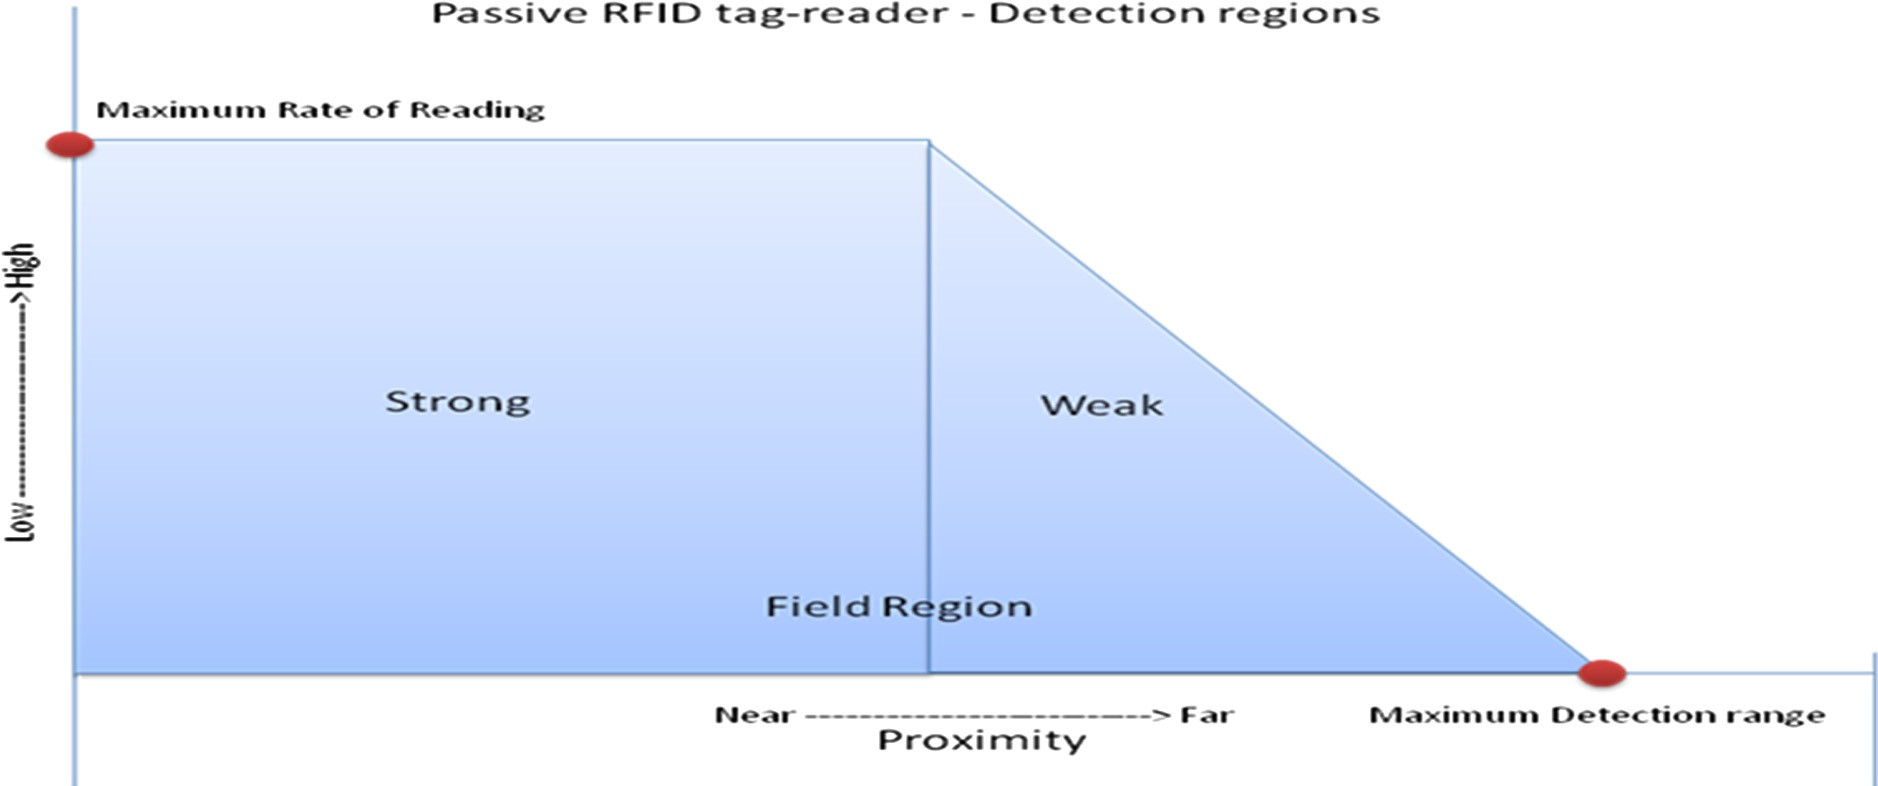 Passive RFID tag-reader - Detection regions
Maximum Rate of Reading
Low ---------------->High
Strong
Weak
Field Region
Near --------------------------> Far
Maximum Detection range
Proximity